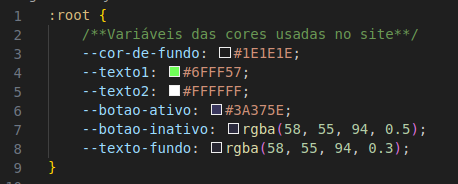 1 :root {
2 /**Variáveis das cores usadas no site**/
3 --cor-de-fundo: #1E1E1E;
4 --texto1: #6FFF57;
5 --texto2: #FFFFFF;
6 --botao-ativo: #3A375E;
7 --botao-inativo: rgba(58, 55, 94, 0.5);
8 --texto-fundo: rgba(58, 55, 94, 0.3);
9 }